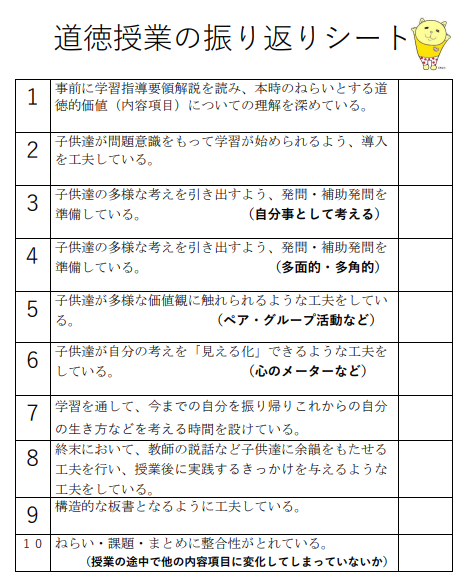 道徳授業の振り返りシート
1
事前に学習指導要領解説を読み、本時のねらいとする道
徳的価値（内容項目）についての理解を深めている。
2
子供達が問題意識をもって学習が始められるよう、導入
を工夫している。
3
子供達の多様な考えを引き出すよう、発問・補助発問を
準備している。（自分事として考える）
4
子供達の多様な考えを引き出すよう、発問・補助発問を
準備している。（多面的・多角的）
5
子供達が多様な価値観に触れられるような工夫をしてい
る。（ペア・グループ活動など）
6
子供達が自分の考えを「見える化」できるような工夫を
している。（心のメーターなど）
7
学習を通して、今までの自分を振り帰りこれからの自分
の生き方などを考える時間を設けている。
8
終末において、教師の説話など子供達に余韻をもたせる
工夫を行い、授業後に実践するきっかけを与えるような
工夫をしている。
9
構造的な板書となるように工夫している。
１０
ねらい・課題・まとめに整合性がとれている。
（授業の途中で他の内容項目に変化してしまっていないか）